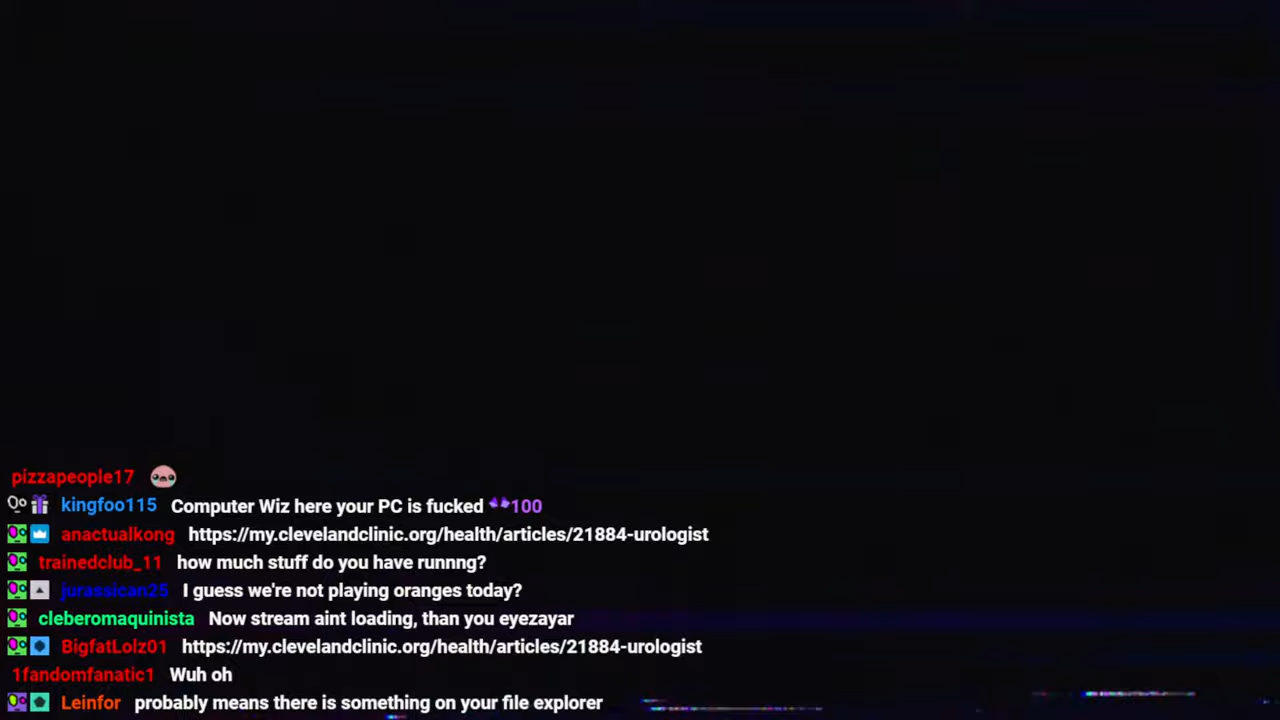 pizzapeople17
kingfoo115 Computer Wiz here your PC is fucked 100
anactualkong https://my.clevelandclinic.org/health/articles/21884-urologist
trainedclub_11 how much stuff do you have runnng?
jurassican25 I guess we're not playing oranges today?
cleberomaquinista Now stream aint loading, than you eyezayar
BigfatLolz01 https://my.clevelandclinic.org/health/articles/21884-urologist
1fandomfanatic1 Wuh oh
Leinfor probably means there is something on your file explorer